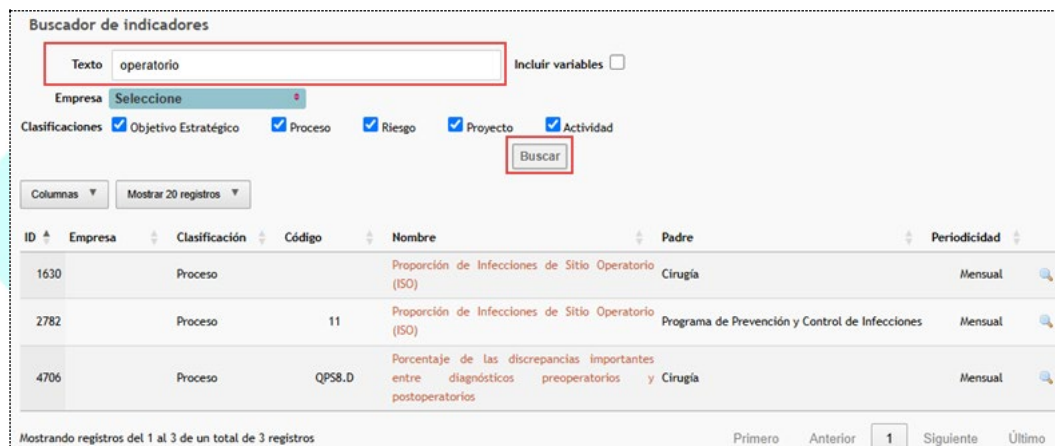 Buscador de indicadores
Texto operatorio Incluir variables
Empresa Seleccione
Clasificaciones Objetivo Estratégico Proceso Riesgo Proyecto Actividad
Buscar
Columnas Mostrar 20 registros
ID Empresa Clasificación Código Nombre Padre Periodicidad
1630 Proceso Proporción de Infecciones de Sitio Operatorio (ISO) Cirugía Mensual
2782 Proceso 11 Proporción de Infecciones de Sitio Operatorio (ISO) Programa de Prevención y Control de Infecciones Mensual
4706 Proceso QPS8.D Porcentaje de las discrepancias importantes entre diagnósticos preoperatorios y postoperatorios Cirugía Mensual
Mostrando registros del 1 al 3 de un total de 3 registros Primero Anterior 1 Siguiente Último